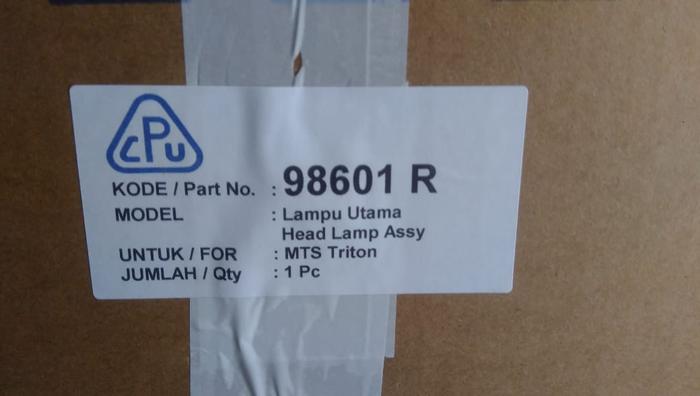 CPU
KODE / Part No. : 98601 R
MODEL : Lampu Utama
Head Lamp Assy
UNTUK / FOR : MTS Triton
JUMLAH / Qty : 1 Pc